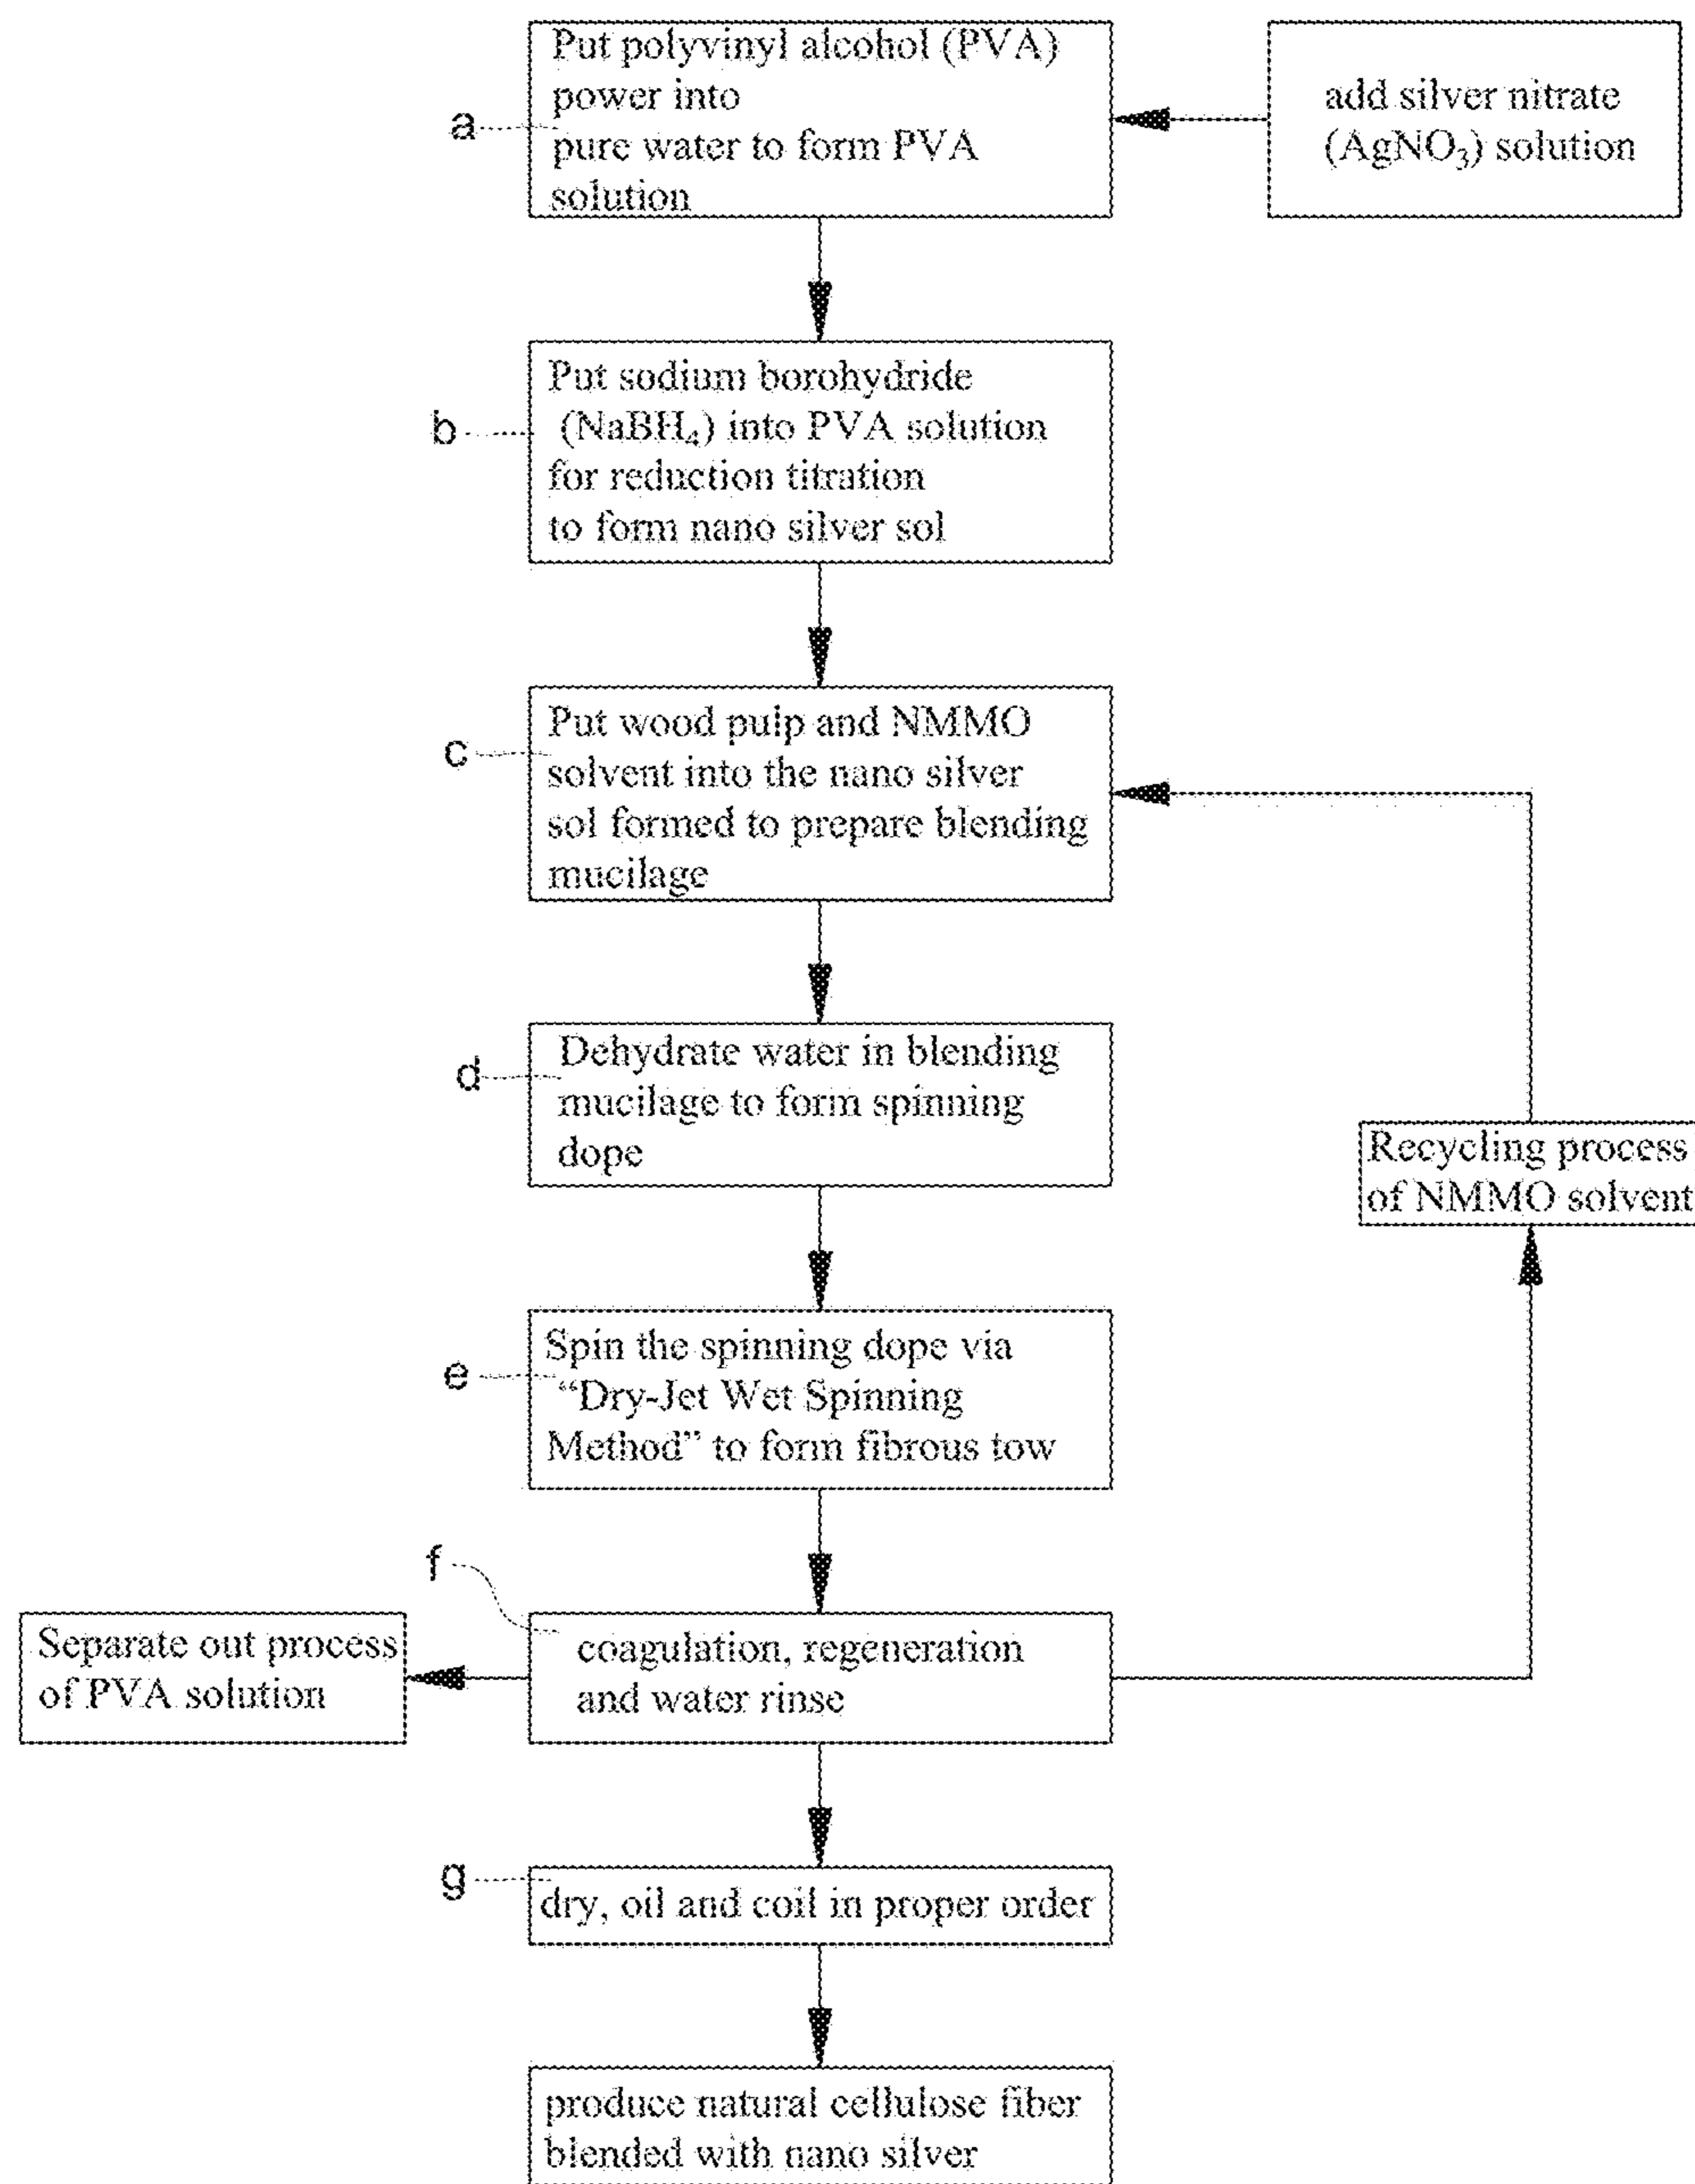 Put polyvinyl alcohol (PVA)
power into
pure water to form PVA
solution
a
add silver nitrate
(AgNO₃) solution
Put sodium borohydride
(NaBH₄) into PVA solution
for reduction titration
to form nano silver sol
b
Put wood pulp and NMMO
solvent into the nano silver
sol formed to prepare blending
mucilage
c
Dehydrate water in blending
mucilage to form spinning
dope
d
Recycling process
of NMMO solvent
Spin the spinning dope via
“Dry-Jet Wet Spinning
Method” to form fibrous tow
e
f
Separate out process
of PVA solution
coagulation, regeneration
and water rinse
g
dry, oil and coil in proper order
produce natural cellulose fiber
blended with nano silver